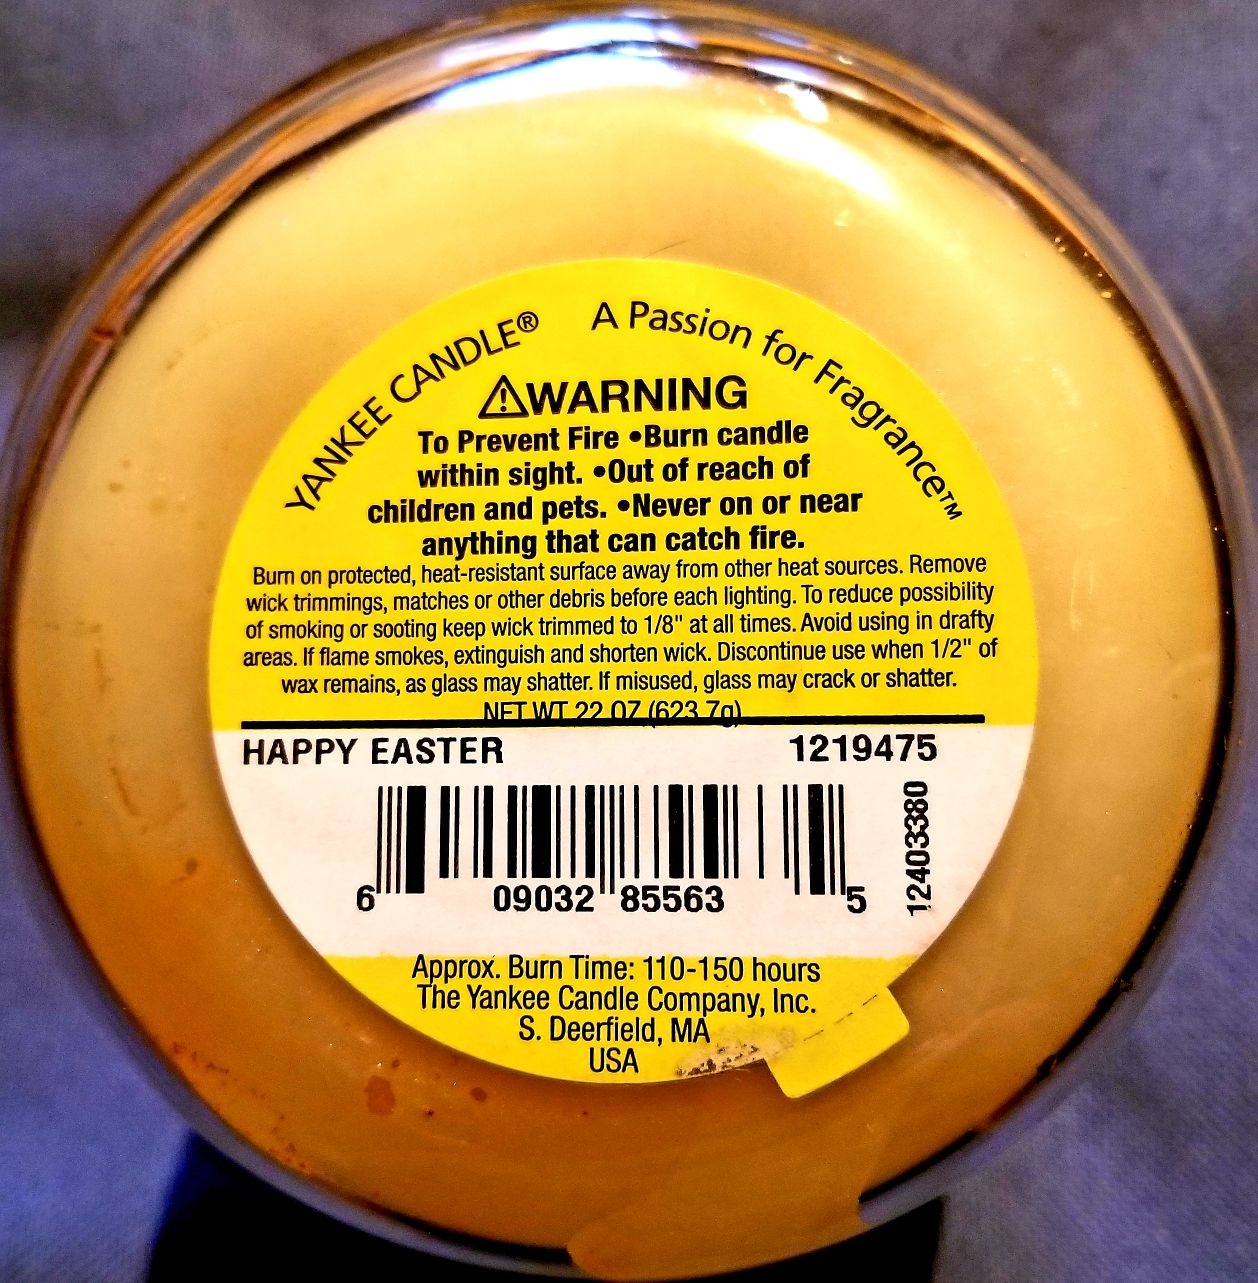 YANKEE CANDLE® A Passion for Fragrance™
⚠WARNING
To Prevent Fire •Burn candle
within sight. •Out of reach of
children and pets. •Never on or near
anything that can catch fire.
Burn on protected, heat-resistant surface away from other heat sources. Remove
wick trimmings, matches or other debris before each lighting. To reduce possibility
of smoking or sooting keep wick trimmed to 1/8" at all times. Avoid using in drafty
areas. If flame smokes, extinguish and shorten wick. Discontinue use when 1/2" of
wax remains, as glass may shatter. If misused, glass may crack or shatter.
NET WT 22 OZ (623.7g)
HAPPY EASTER 1219475
12403380
6 09032 85563 5
Approx. Burn Time: 110-150 hours
The Yankee Candle Company, Inc.
S. Deerfield, MA
USA